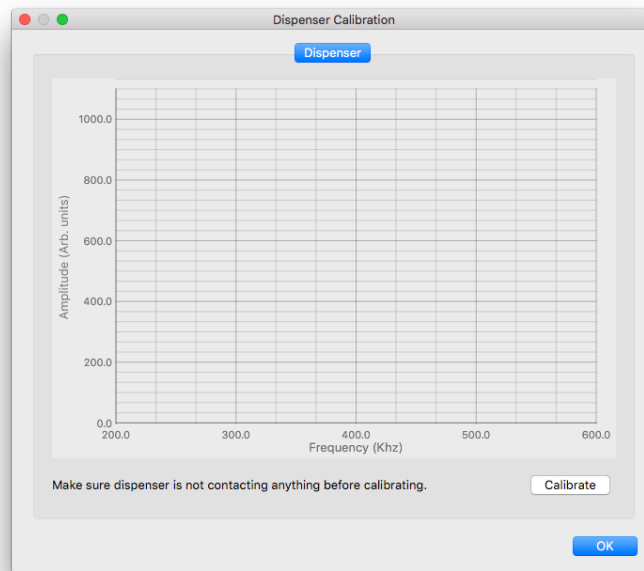 Dispenser Calibration
Dispenser
1000.0
800.0
600.0
400.0
200.0
0.0
Amplitude (Arb. units)
200.0 300.0 400.0 500.0 600.0
Frequency (Khz)
Make sure dispenser is not contacting anything before calibrating.
Calibrate
OK